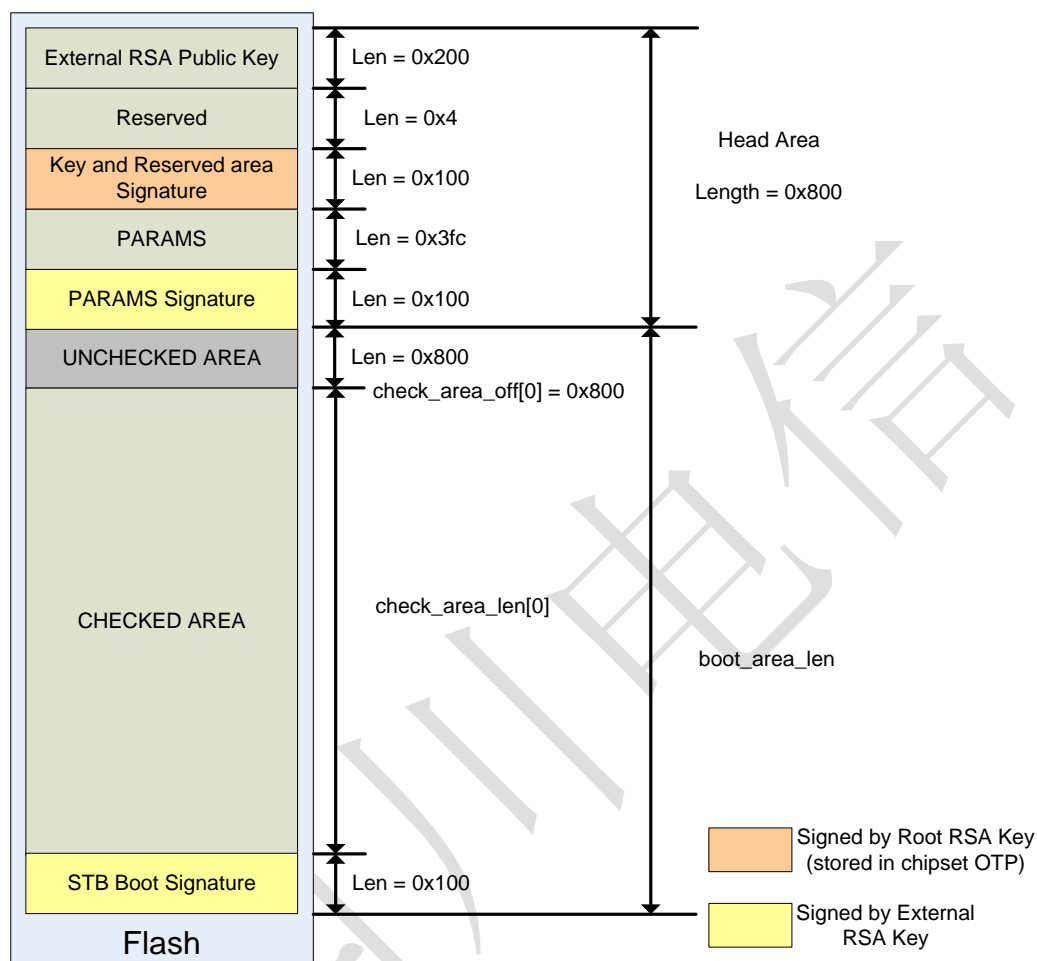 External RSA Public Key
Len = 0x200
Reserved
Len = 0x4
Head Area
Key and Reserved area
Signature
Len = 0x100
Length = 0x800
PARAMS
Len = 0x3fc
PARAMS Signature
Len = 0x100
UNCHECKED AREA
Len = 0x800
check_area_off[0] = 0x800
CHECKED AREA
check_area_len[0]
boot_area_len
STB Boot Signature
Len = 0x100
Signed by Root RSA Key
(stored in chipset OTP)
Signed by External
RSA Key
Flash
川电信